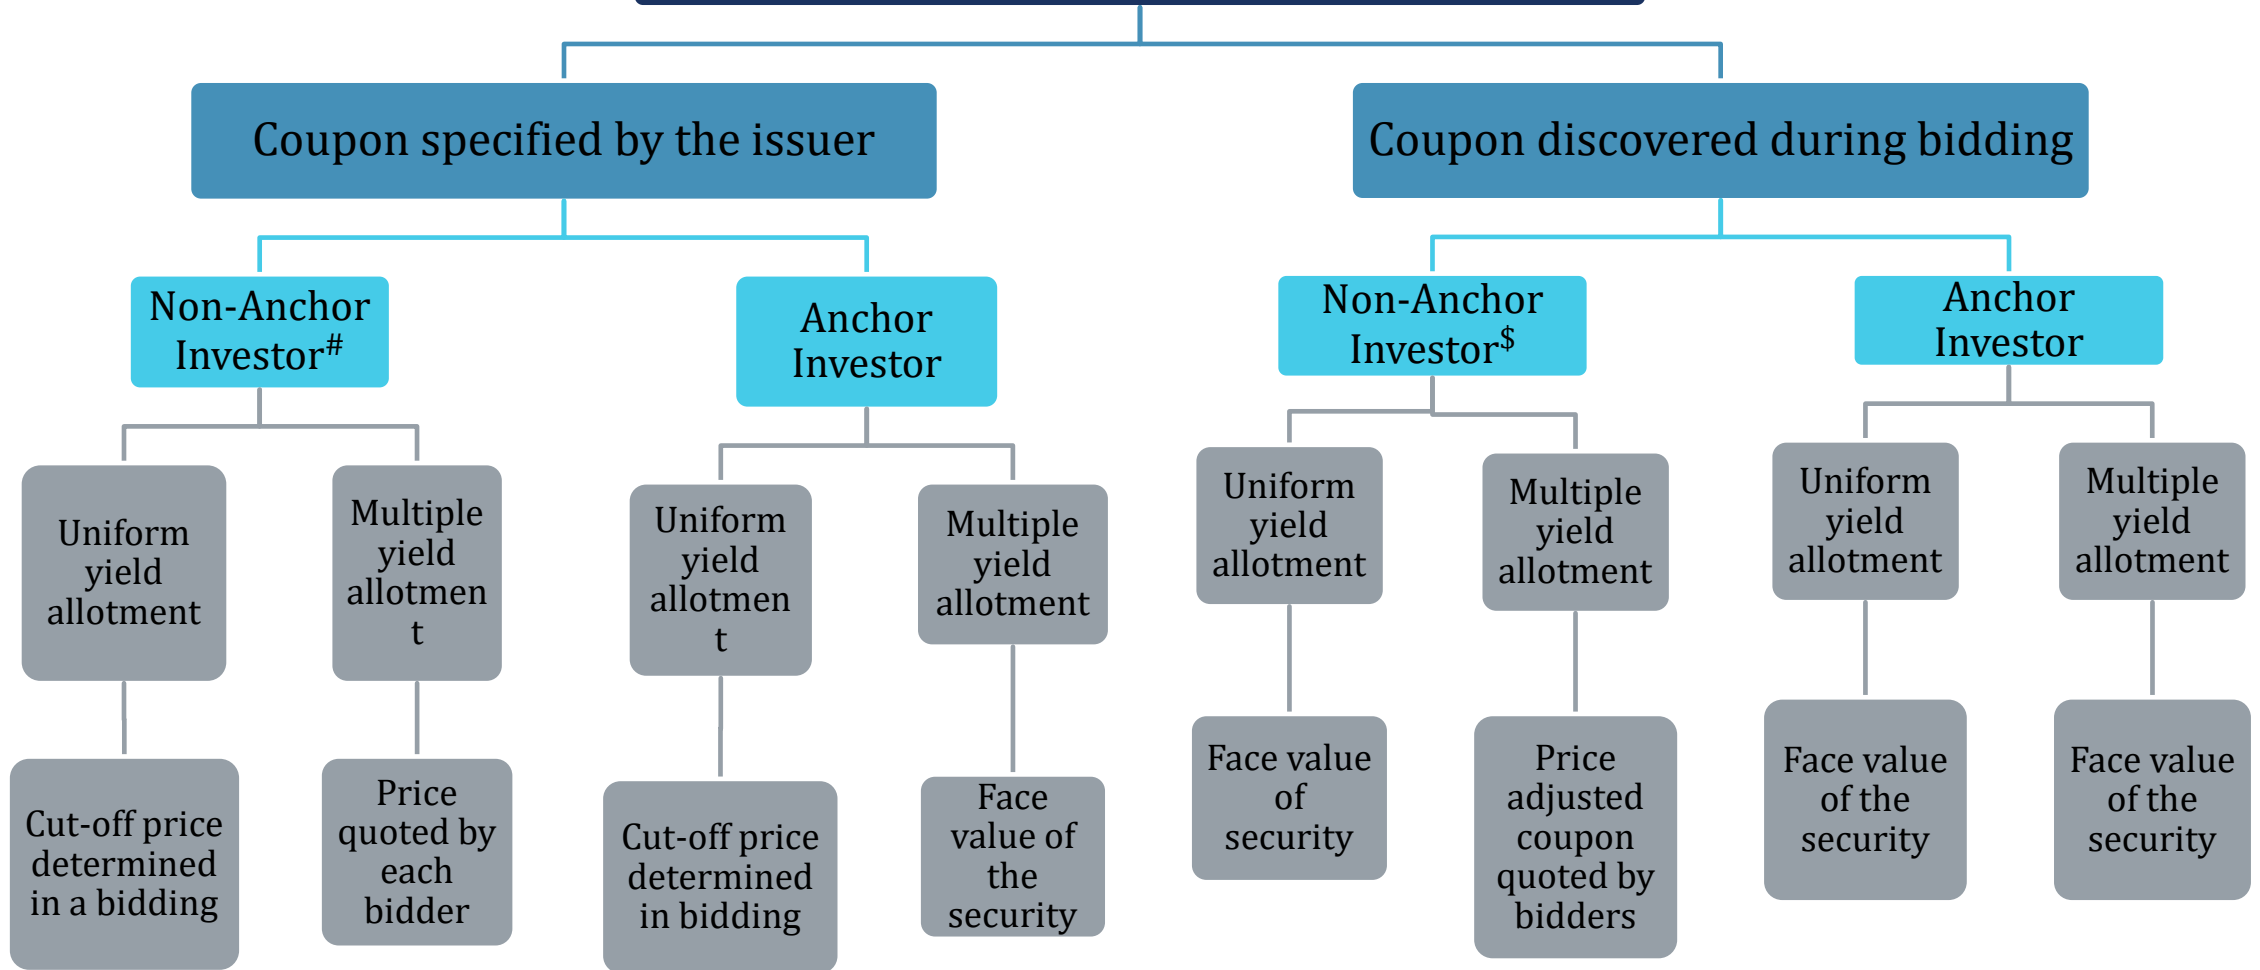 Coupon specified by the issuer
Coupon discovered during bidding
Non-Anchor
Investor#
Anchor
Investor
Non-Anchor
Investor$
Anchor
Investor
Uniform
yield
allotment
Multiple
yield
allotmen
t
Uniform
yield
allotmen
t
Multiple
yield
allotment
Uniform
yield
allotment
Multiple
yield
allotment
Uniform
yield
allotment
Multiple
yield
allotment
Cut-off price
determined
in a bidding
Price
quoted by
each
bidder
Cut-off price
determined
in bidding
Face
value of
the
security
Face value
of
security
Price
adjusted
coupon
quoted by
bidders
Face value
of the
security
Face value
of the
security